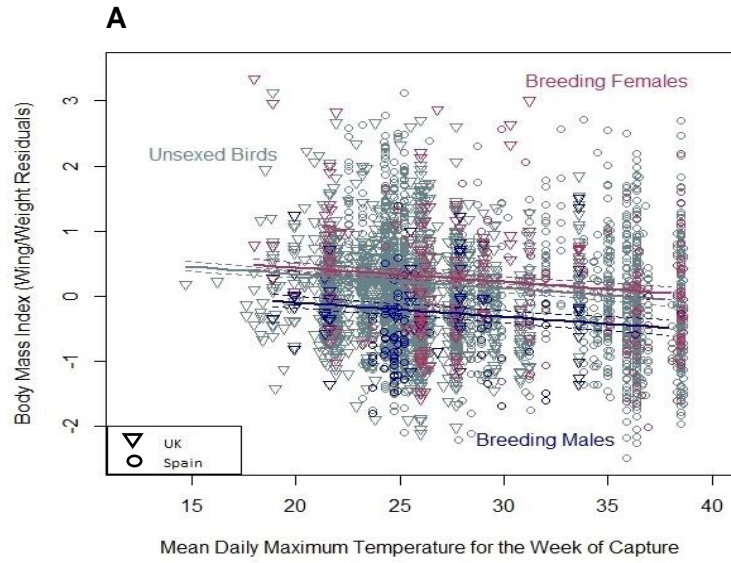 A
Breeding Females
Unsexed Birds
Breeding Males
Body Mass Index (Wing/Weight Residuals)
3
2
1
0
-1
-2
UK
Spain
15 20 25 30 35 40
Mean Daily Maximum Temperature for the Week of Capture